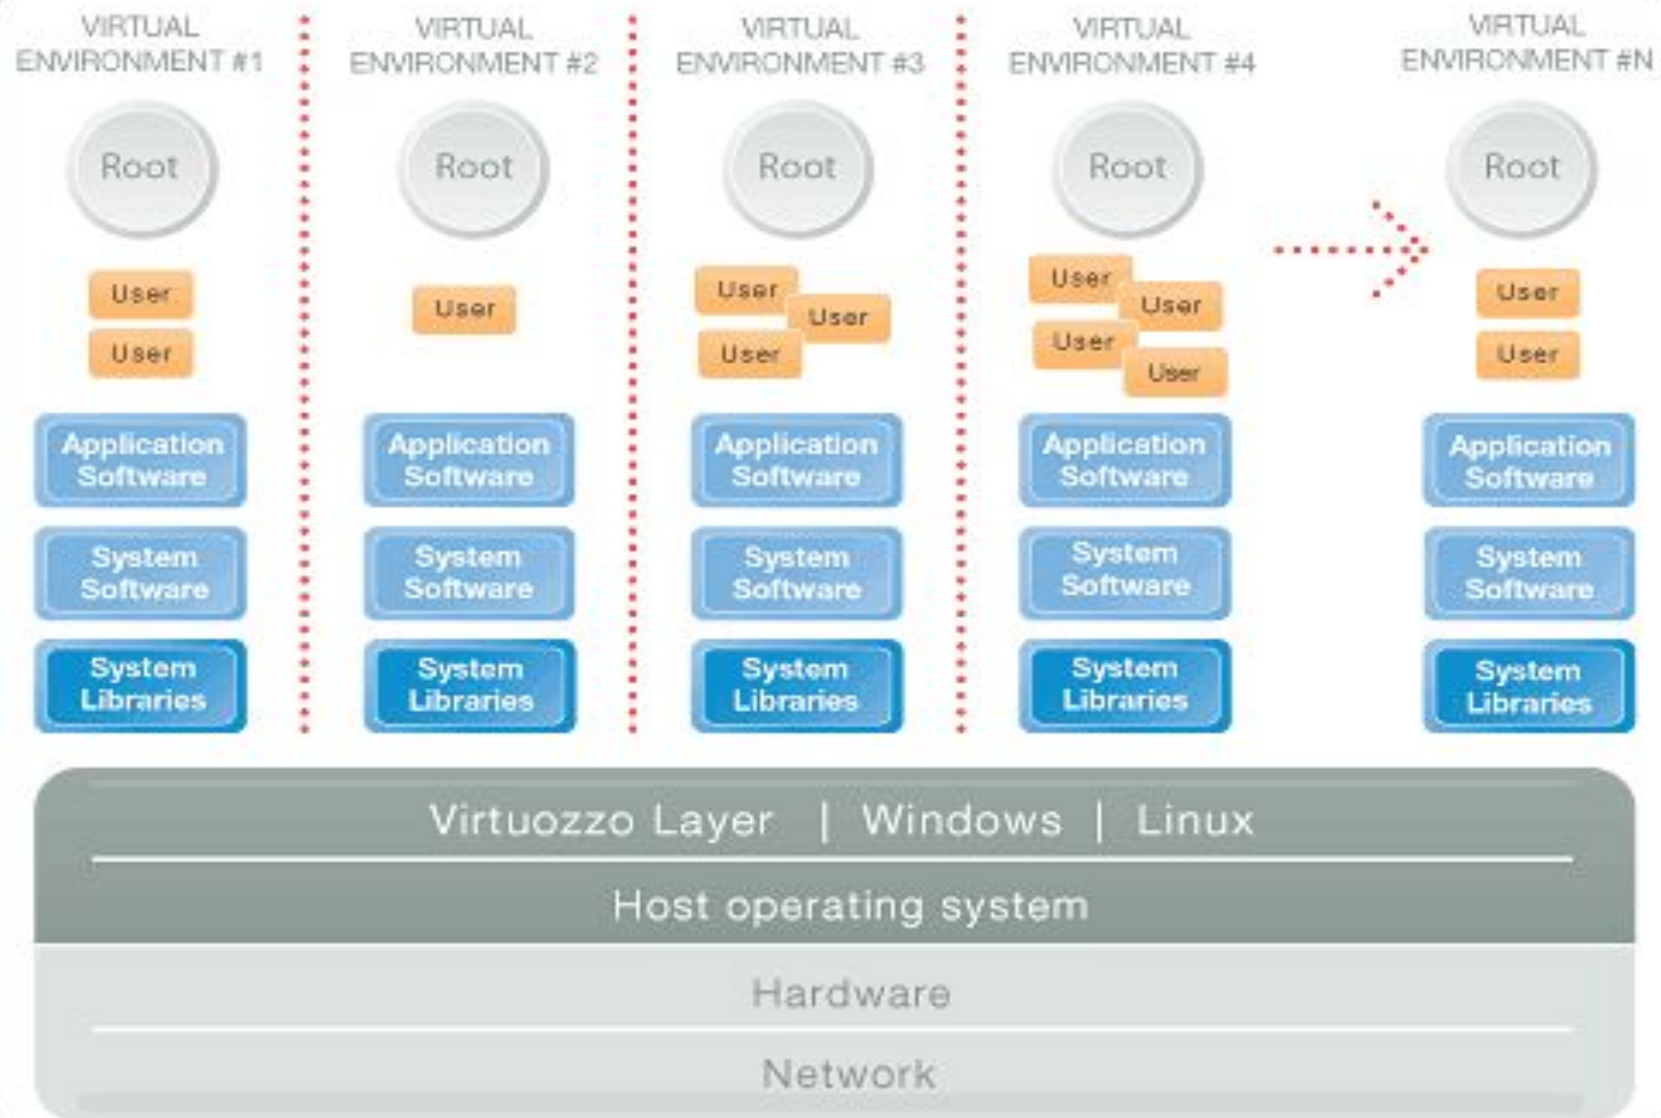 VIRTUAL
ENVIRONMENT #1
VIRTUAL
ENVIRONMENT #2
VIRTUAL
ENVIRONMENT #3
VIRTUAL
ENVIRONMENT #4
VIRTUAL
ENVIRONMENT #N
Root
Root
Root
Root
Root
User
User
User
User
User
User
User
User
User
User
User
User
Application
Software
Application
Software
Application
Software
Application
Software
Application
Software
System
Software
System
Software
System
Software
System
Software
System
Software
System
Libraries
System
Libraries
System
Libraries
System
Libraries
System
Libraries
Virtuozzo Layer | Windows | Linux
Host operating system
Hardware
Network